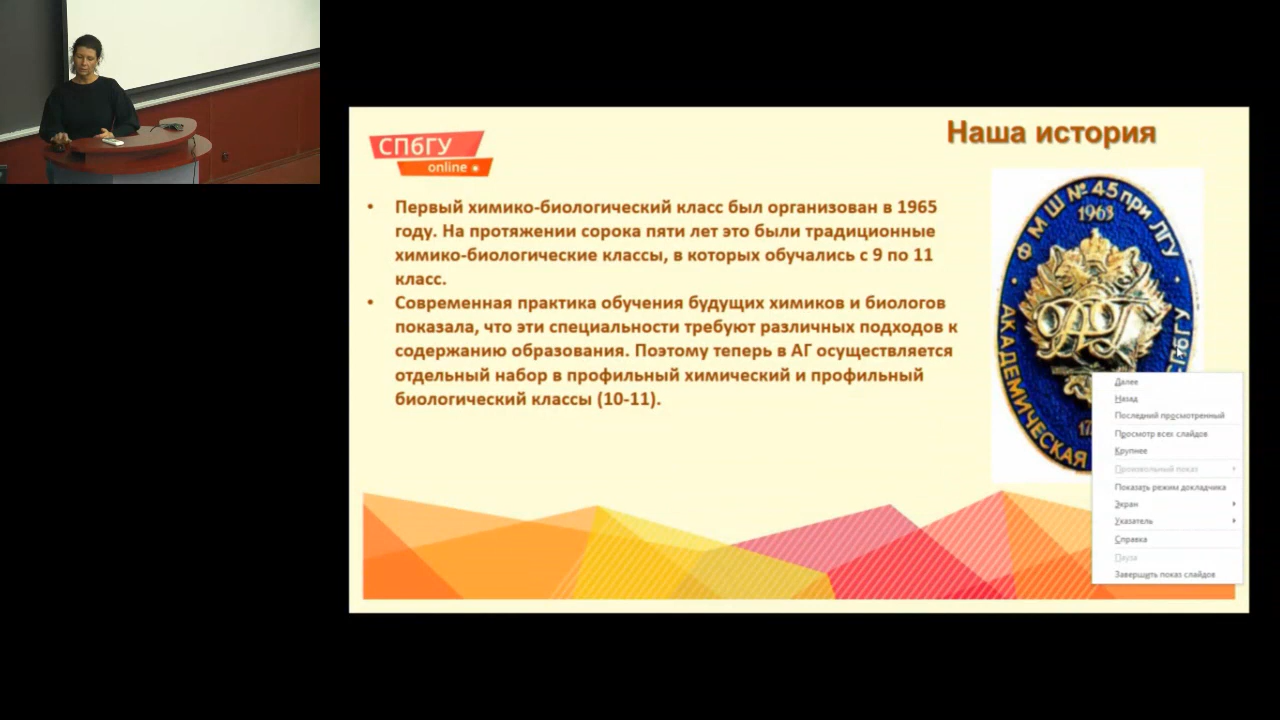 СПбГУ
online
Наша история
• Первый химико-биологический класс был организован в 1965
году. На протяжении сорока пяти лет это были традиционные
химико-биологические классы, в которых обучались с 9 по 11
класс.
• Современная практика обучения будущих химиков и биологов
показала, что эти специальности требуют различных подходов к
содержанию образования. Поэтому теперь в АГ осуществляется
отдельный набор в профильный химический и профильный
биологический классы (10-11).
ФМШ № 45 при ЛГУ
1963
АКАДЕМИЧЕСКАЯ
СПбГУ
Далее
Назад
Последний просмотренный
Просмотр всех слайдов
Крупнее
Произвольный показ
Показать режим докладчика
Экран
Указатель
Справка
Пауза
Завершить показ слайдов